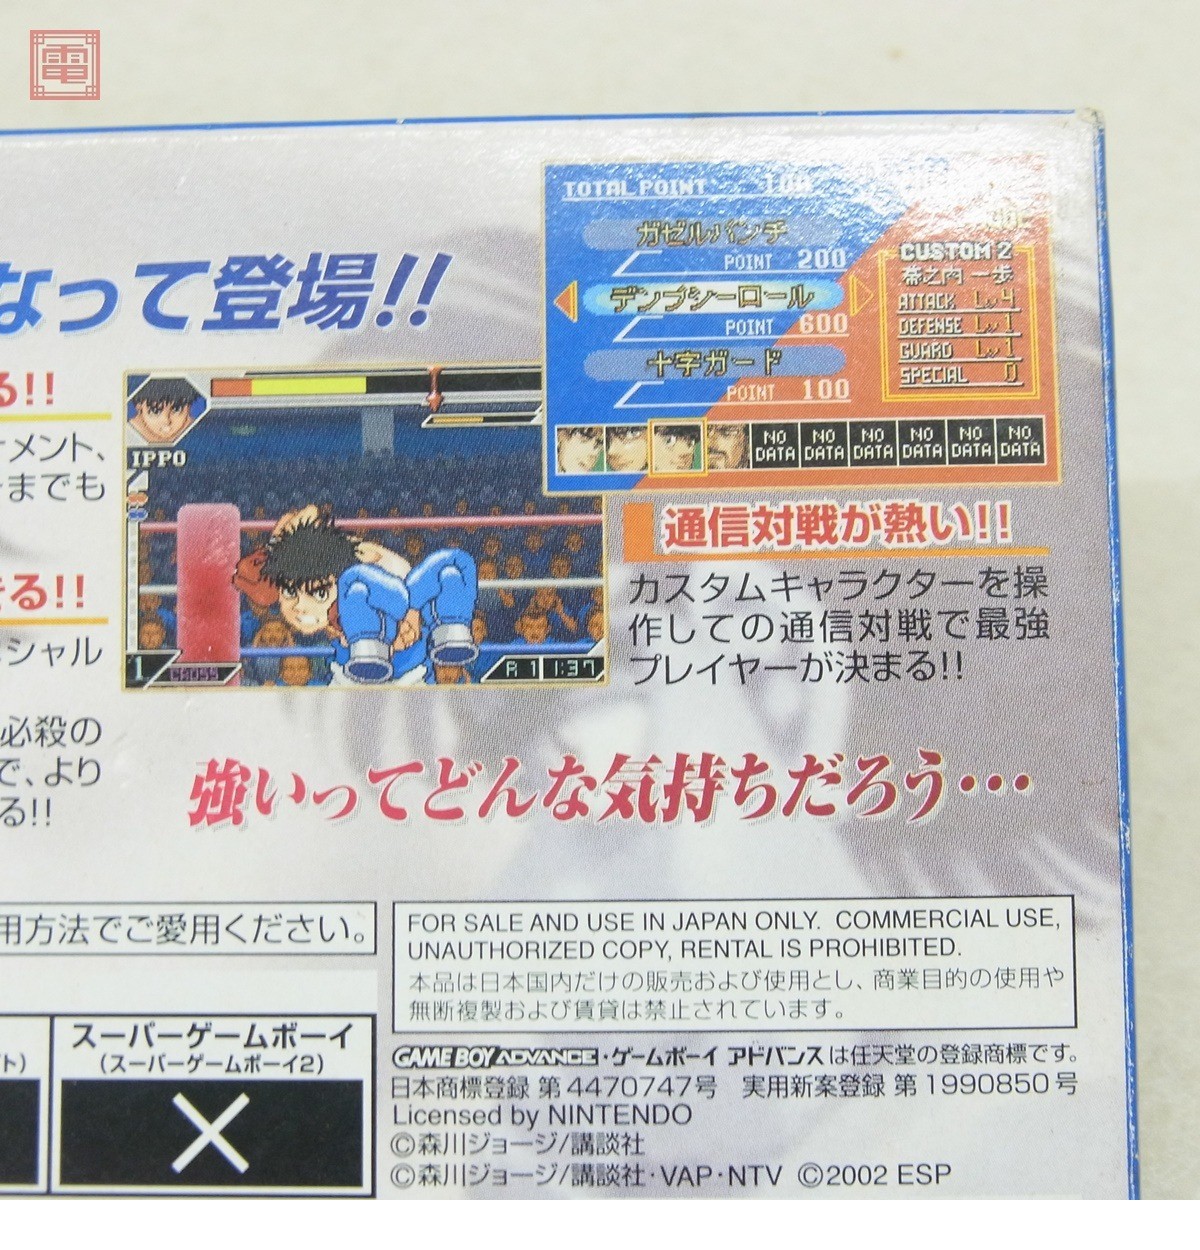 電
なって登場!!
TOTAL POINT
ガゼルパンチ
POINT 200
デンプシーロール
POINT 600
十字ガード
POINT 100
CUSTOM 2
幕之内 一歩
ATTACK Lv 4
DEFENSE Lv 1
GUARD Lv 1
SPECIAL 0
NO DATA NO DATA NO DATA NO DATA NO DATA NO DATA
る!!
メント、
までも
きる!!
シャル
必殺の
で、より
る!!
IPPO
1 CROSS
R 1 1:37
通信対戦が熱い!!
カスタムキャラクターを操
作しての通信対戦で最強
プレイヤーが決まる!!
強いってどんな気持ちだろう…
用方法でご愛用ください。
スーパーゲームボーイ
(スーパーゲームボーイ2)
ト)
×
FOR SALE AND USE IN JAPAN ONLY. COMMERCIAL USE,
UNAUTHORIZED COPY, RENTAL IS PROHIBITED.
本品は日本国内だけの販売および使用とし、商業目的の使用や
無断複製および賃貸は禁止されています。
GAME BOY ADVANCE・ゲームボーイ アドバンスは任天堂の登録商標です。
日本商標登録 第4470747号 実用新案登録 第1990850号
Licensed by NINTENDO
©森川ジョージ/講談社
©森川ジョージ/講談社・VAP・NTV ©2002 ESP